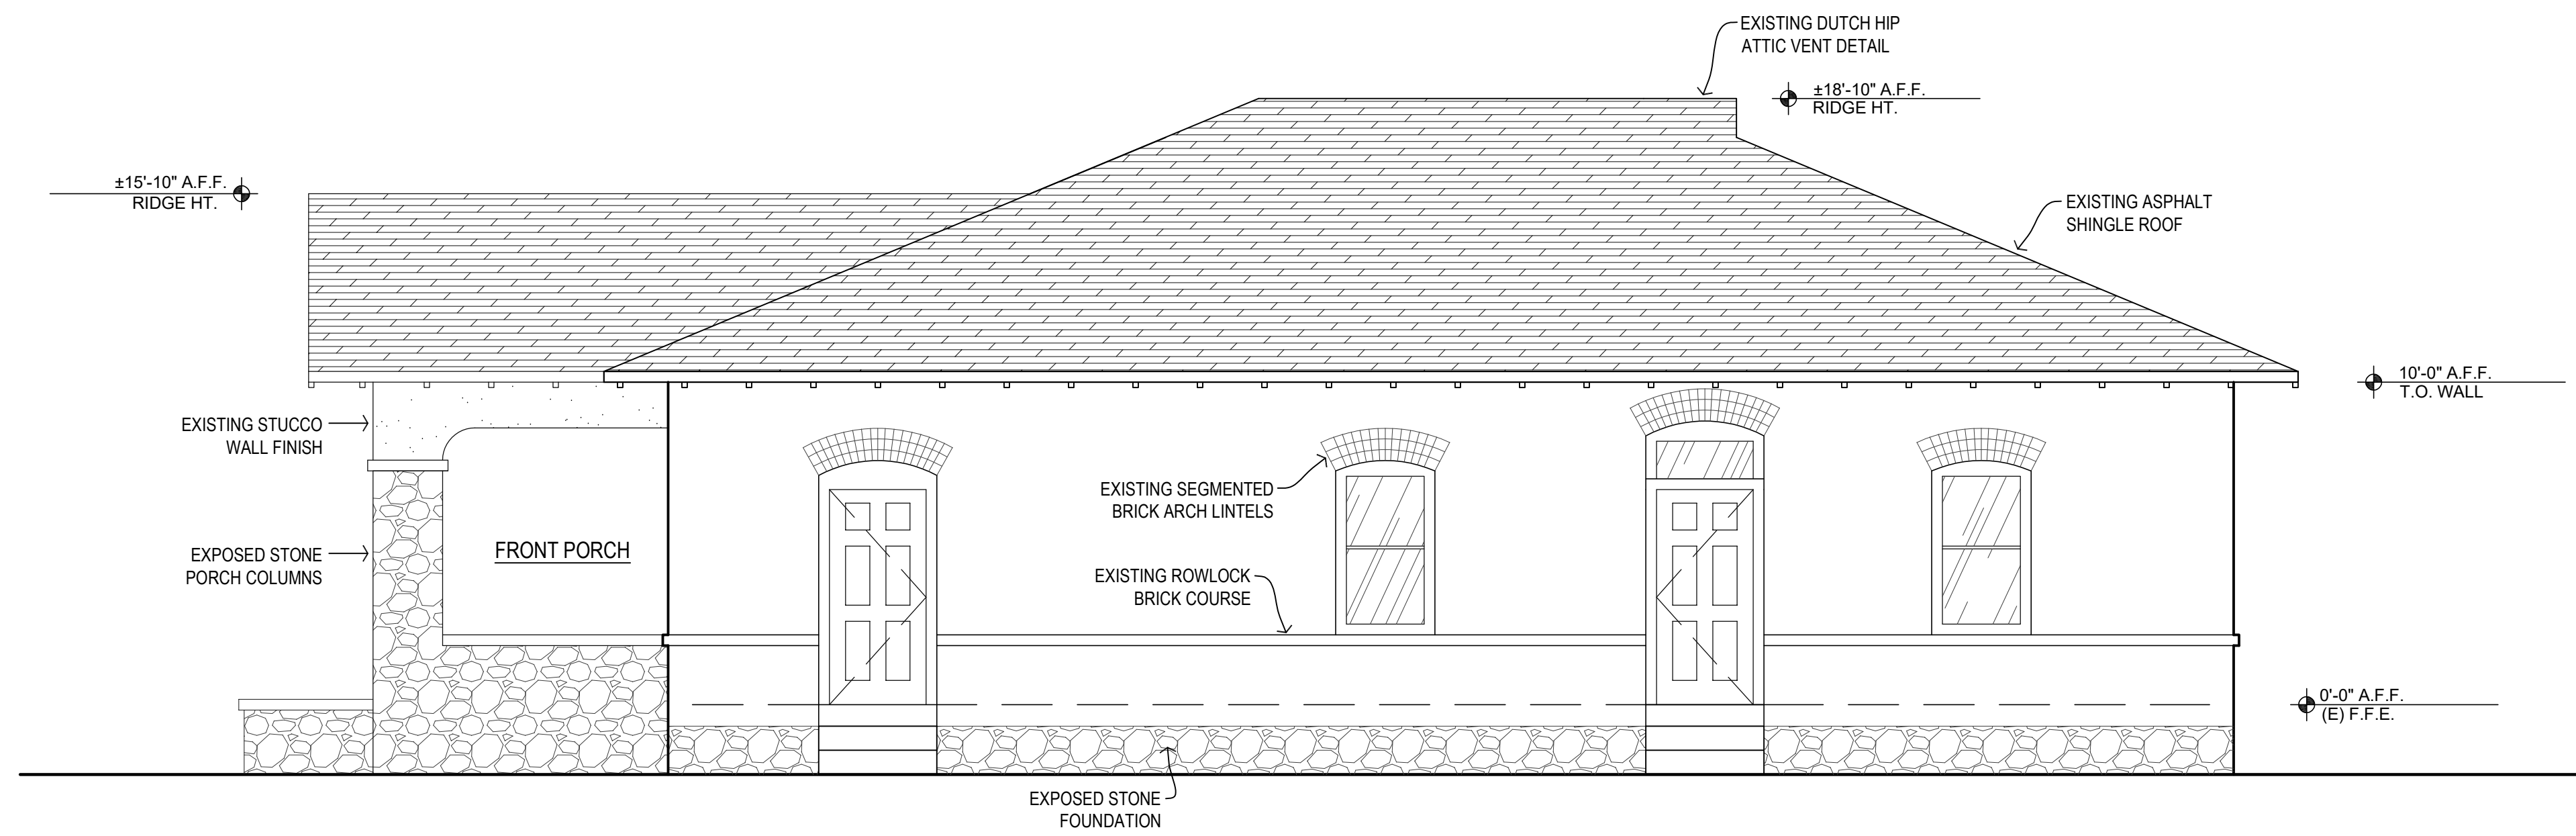 EXISTING DUTCH HIP
ATTIC VENT DETAIL
±18'-10" A.F.F.
RIDGE HT.
±15'-10" A.F.F.
RIDGE HT.
EXISTING ASPHALT
SHINGLE ROOF
10'-0" A.F.F.
T.O. WALL
EXISTING STUCCO
WALL FINISH
EXISTING SEGMENTED
BRICK ARCH LINTELS
EXPOSED STONE
PORCH COLUMNS
FRONT PORCH
EXISTING ROWLOCK
BRICK COURSE
0'-0" A.F.F.
(E) F.F.E.
EXPOSED STONE
FOUNDATION